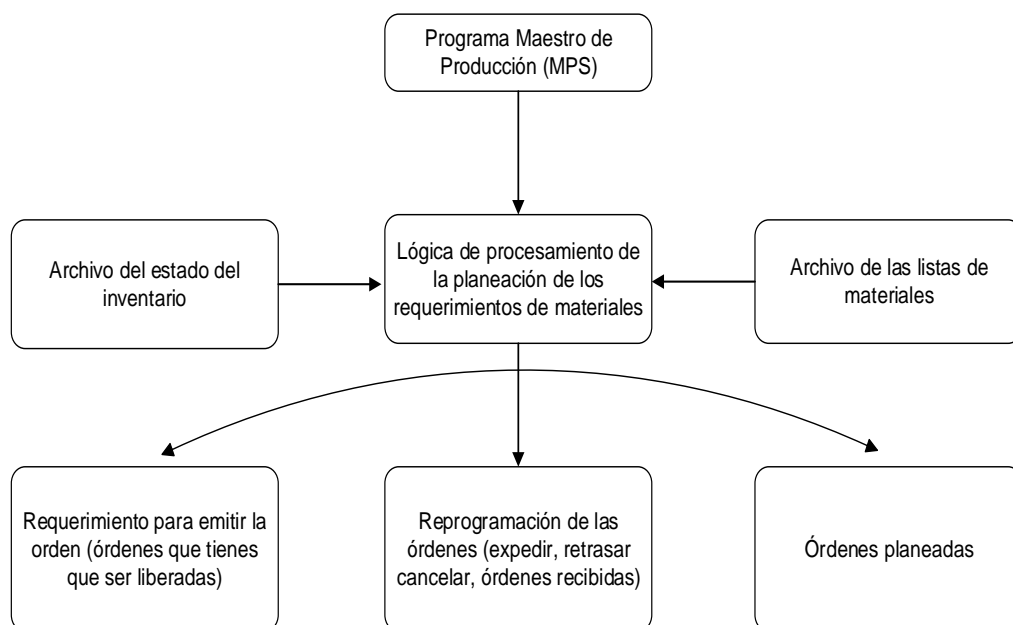 Programa Maestro de
Producción (MPS)
Archivo del estado del
inventario
Lógica de procesamiento de
la planeación de los
requerimientos de materiales
Archivo de las listas de
materiales
Requerimiento para emitir la
orden (órdenes que tienes
que ser liberadas)
Reprogramación de las
órdenes (expedir, retrasar
cancelar, órdenes recibidas)
Órdenes planeadas